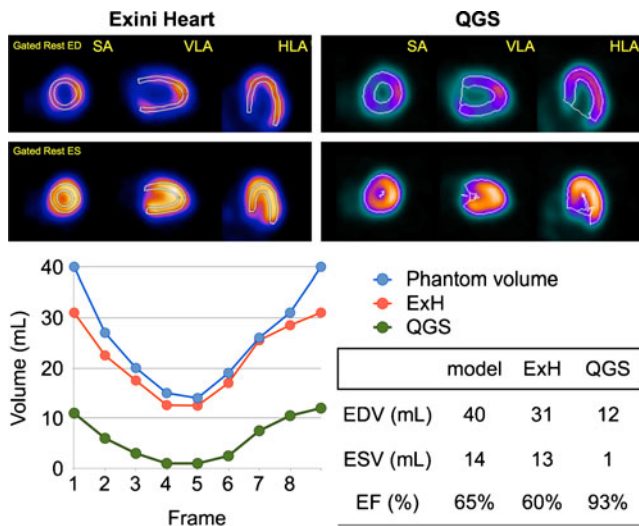 Exini Heart QGS
Gated Rest ED SA VLA HLA SA VLA HLA
Gated Rest ES
40
30
20
10
0
Volume (mL)
1 2 3 4 5 6 7 8
Frame
Phantom volume
ExH
QGS
model ExH QGS
EDV (mL) 40 31 12
ESV (mL) 14 13 1
EF (%) 65% 60% 93%